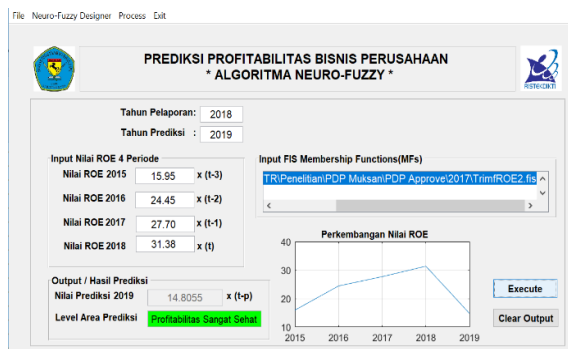 File Neuro-Fuzzy Designer Process Exit
PREDIKSI PROFITABILITAS BISNIS PERUSAHAAN
* ALGORITMA NEURO-FUZZY *
RISTEKDIKTI
Tahun Pelaporan: 2018
Tahun Prediksi : 2019
Input Nilai ROE 4 Periode
Nilai ROE 2015 15.95 x (t-3)
Nilai ROE 2016 24.45 x (t-2)
Nilai ROE 2017 27.70 x (t-1)
Nilai ROE 2018 31.38 x (t)
Input FIS Membership Functions(MFs)
TR\Penelitian\PDP Muksan\PDP Approve\2017\TrimfROE2.fis
Perkembangan Nilai ROE
40
30
20
10
2015 2016 2017 2018 2019
Output / Hasil Prediksi
Nilai Prediksi 2019 14.8055 x (t-p)
Level Area Prediksi Profitabilitas Sangat Sehat
Execute
Clear Output